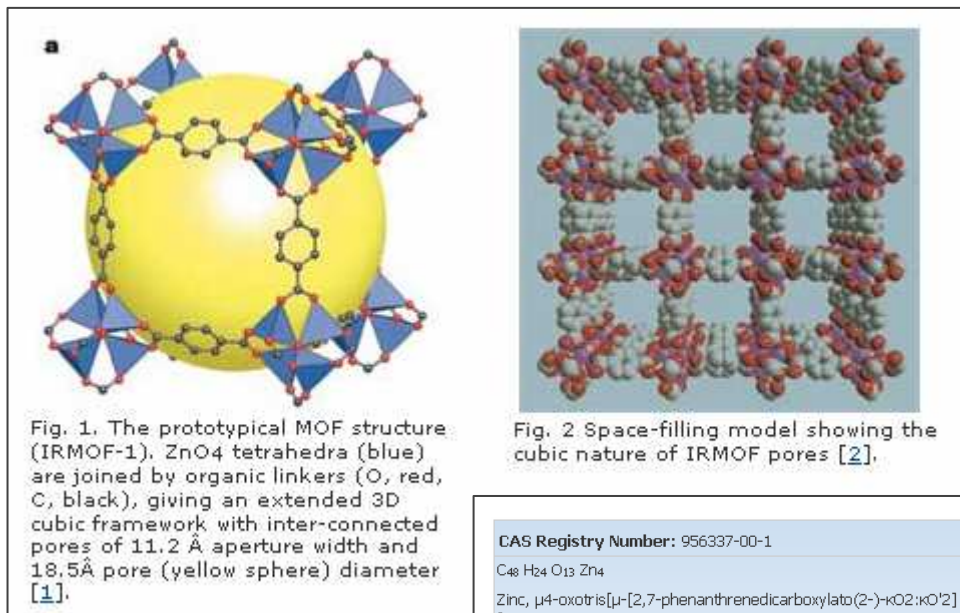 a
Fig. 1. The prototypical MOF structure
(IRMOF-1). ZnO4 tetrahedra (blue)
are joined by organic linkers (O, red,
C, black), giving an extended 3D
cubic framework with inter-connected
pores of 11.2 Å aperture width and
18.5Å pore (yellow sphere) diameter
[1].
Fig. 2 Space-filling model showing the
cubic nature of IRMOF pores [2].
CAS Registry Number: 956337-00-1
C48 H24 O13 Zn4
Zinc, μ4-oxotris[μ-[2,7-phenanthrenedicarboxylato(2-)-κO2:κO'2]